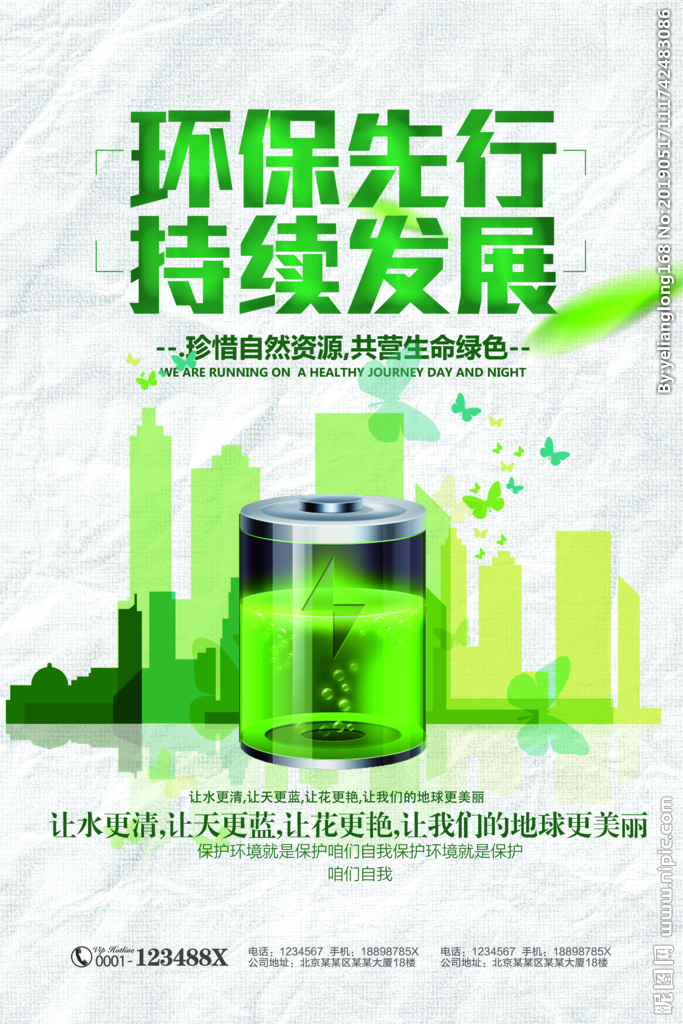 环保先行
持续发展
--.珍惜自然资源,共营生命绿色--
WE ARE RUNNING ON A HEALTHY JOURNEY DAY AND NIGHT
让水更清,让天更蓝,让花更艳,让我们的地球更美丽
让水更清,让天更蓝,让花更艳,让我们的地球更美丽
保护环境就是保护咱们自我保护环境就是保护
咱们自我
Vip Hotline
0001-123488X
电话：1234567 手机：18898785X
公司地址：北京某某区某某大厦18楼
电话：1234567 手机：18898785X
公司地址：北京某某区某某大厦18楼
By:yelianglong168 No:20190517111742483086
昵图网 www.nipic.com